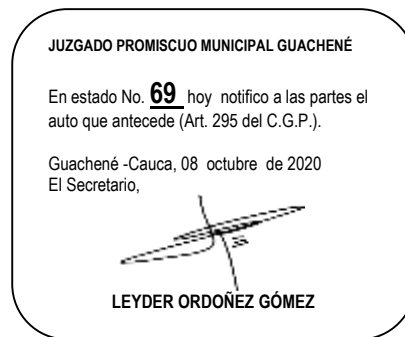 JUZGADO PROMISCUO MUNICIPAL GUACHENÉ
En estado No. 69 hoy notifico a las partes el
auto que antecede (Art. 295 del C.G.P.).
Guachené -Cauca, 08 octubre de 2020
El Secretario,
LEYDER ORDOÑEZ GÓMEZ